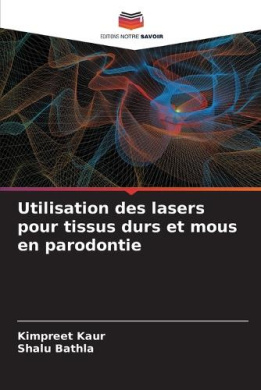 EDITIONS NOTRE SAVOIR
Utilisation des lasers
pour tissus durs et mous
en parodontie
Kimpreet Kaur
Shalu Bathla